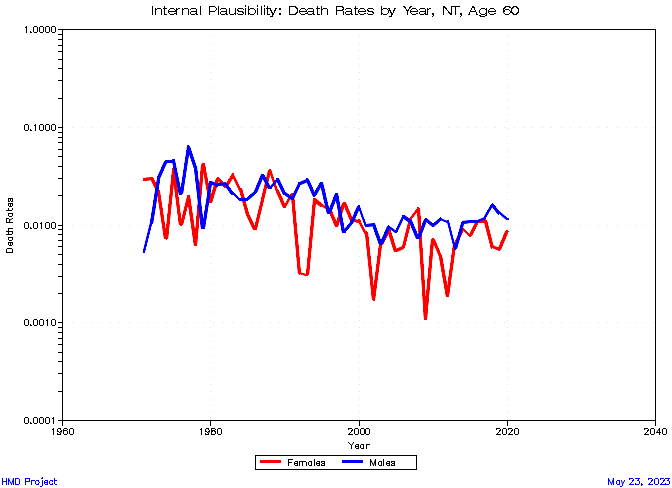 Internal Plausibility: Death Rates by Year, NT, Age 60
1.0000
0.1000
0.0100
0.0010
0.0001
Death Rates
1960 1980 2000 2020 2040
Year
Females Males
HMD Project May 23, 2023